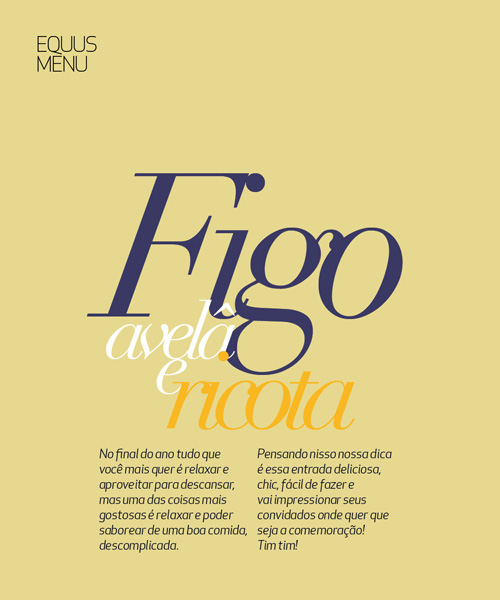 EQUUS
MENU
Figo
avelâ
e
ricota
No final do ano tudo que
você mais quer é relaxar e
aproveitar para descansar,
mas uma das coisas mais
gostosas é relaxar e poder
saborear de uma boa comida,
descomplicada.
Pensando nisso nossa dica
é essa entrada deliciosa,
chic, fácil de fazer e
vai impressionar seus
convidados onde quer que
seja a comemoração!
Tim tim!